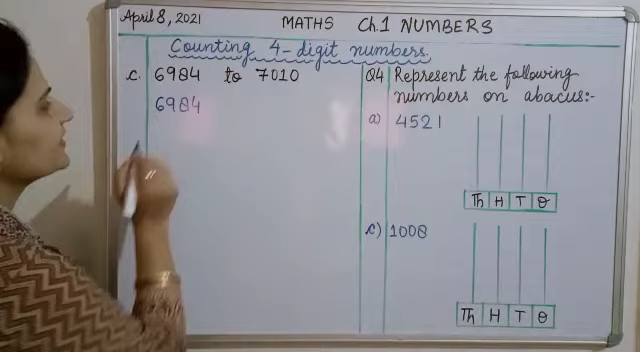 April 8, 2021 MATHS Ch.1 NUMBERS
Counting 4-digit numbers.
c. 6984 to 7010
6984
Q4 Represent the following
numbers on abacus:-
a) 4521
Th H T O
c) 1008
Th H T O